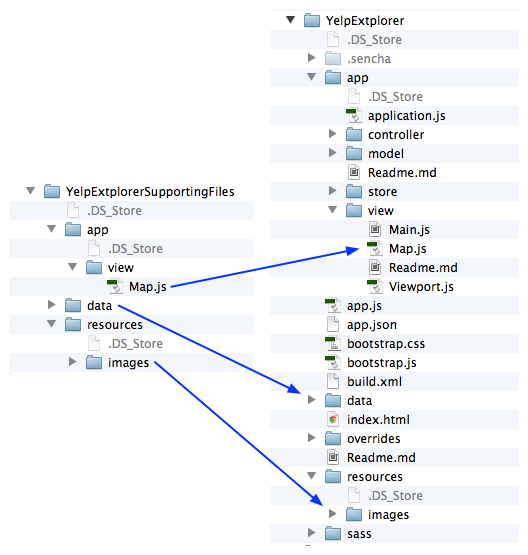 YelpExtplorerSupportingFiles
.DS_Store
app
.DS_Store
view
Map.js
data
resources
.DS_Store
images
YelpExtplorer
.DS_Store
.sencha
app
.DS_Store
application.js
controller
model
Readme.md
store
view
Main.js
Map.js
Readme.md
Viewport.js
app.js
app.json
bootstrap.css
bootstrap.js
build.xml
data
index.html
overrides
Readme.md
resources
.DS_Store
images
sass